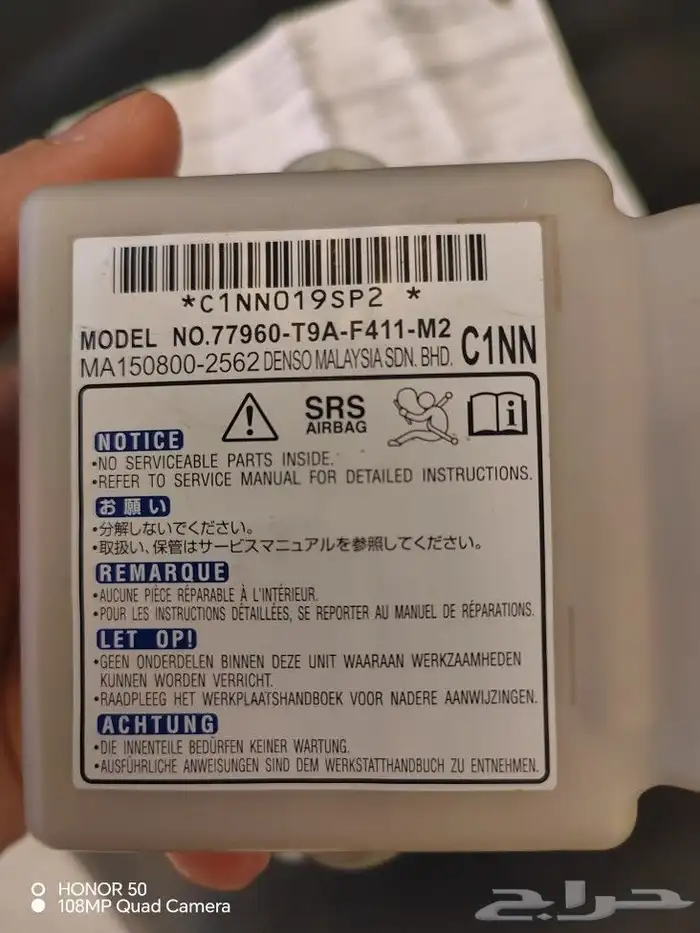 *C1NN019SP2 *
MODEL NO.77960-T9A-F411-M2
MA150800-2562 DENSO MALAYSIA SDN. BHD. C1NN
SRS
AIRBAG
NOTICE
•NO SERVICEABLE PARTS INSIDE.
•REFER TO SERVICE MANUAL FOR DETAILED INSTRUCTIONS.
お願い
•分解しないでください。
•取扱い、保管はサービスマニュアルを参照してください。
REMARQUE
•AUCUNE PIÈCE RÉPARABLE À L'INTÉRIEUR.
•POUR LES INSTRUCTIONS DÉTAILLÉES, SE REPORTER AU MANUEL DE RÉPARATIONS.
LET OP!
•GEEN ONDERDELEN BINNEN DEZE UNIT WAARAAN WERKZAAMHEDEN
KUNNEN WORDEN VERRICHT.
•RAADPLEEG HET WERKPLAATSHANDBOEK VOOR NADERE AANWIJZINGEN.
ACHTUNG
•DIE INNENTEILE BEDÜRFEN KEINER WARTUNG.
•AUSFÜHRLICHE ANWEISUNGEN SIND DEM WERKSTATTHANDBUCH ZU ENTNEHMEN.
HONOR 50
108MP Quad Camera
حراج